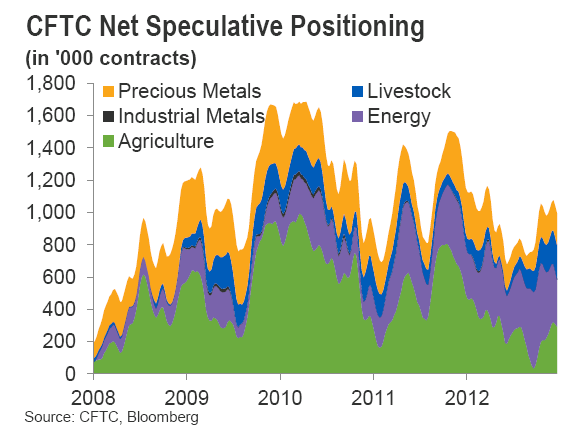 CFTC Net Speculative Positioning
(in '000 contracts)
1,800
1,600
1,400
1,200
1,000
800
600
400
200
0
Precious Metals
Livestock
Industrial Metals
Energy
Agriculture
2008 2009 2010 2011 2012
Source: CFTC, Bloomberg